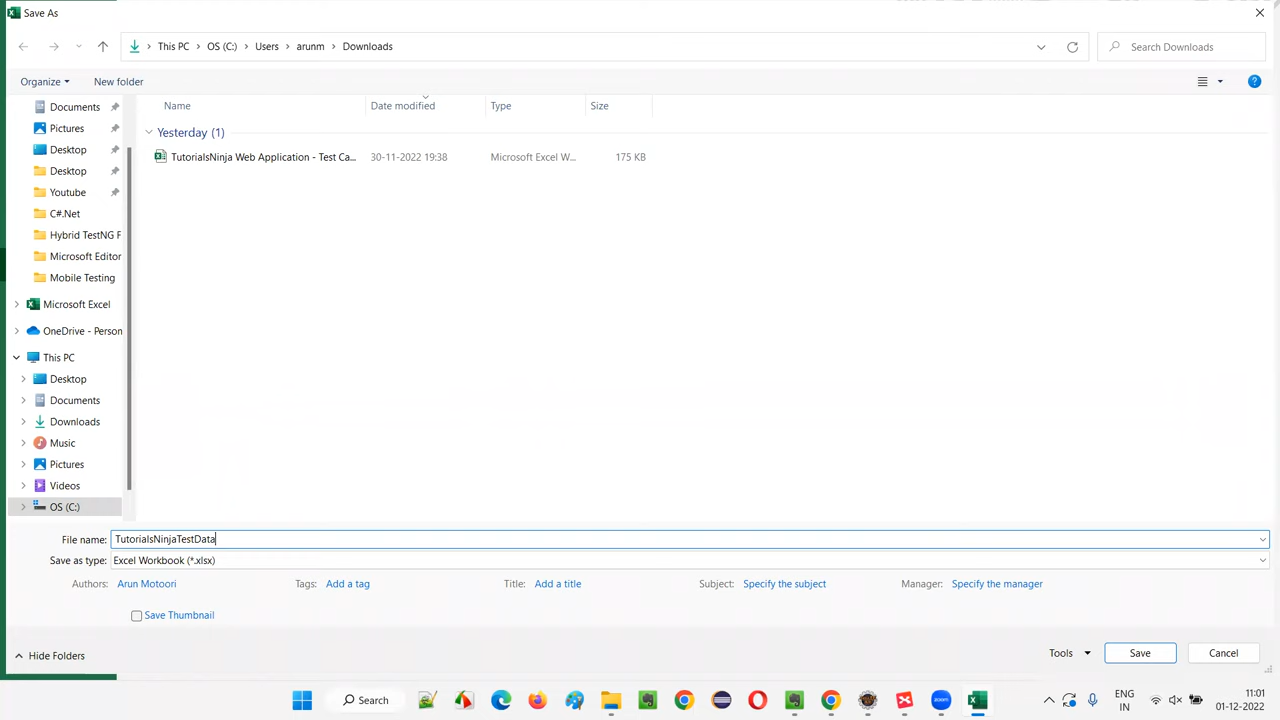 Save As
This PC > OS (C:) > Users > arunm > Downloads
Search Downloads
Organize
New folder
Name
Date modified
Type
Size
Yesterday (1)
TutorialsNinja Web Application - Test Ca...
30-11-2022 19:38
Microsoft Excel W...
175 KB
Documents
Pictures
Desktop
Desktop
Youtube
C#.Net
Hybrid TestNG F
Microsoft Editor
Mobile Testing
Microsoft Excel
OneDrive - Person
This PC
Desktop
Documents
Downloads
Music
Pictures
Videos
OS (C:)
File name: TutorialsNinjaTestData
Save as type: Excel Workbook (*.xlsx)
Authors: Arun Motoori
Tags: Add a tag
Title: Add a title
Subject: Specify the subject
Manager: Specify the manager
Save Thumbnail
Hide Folders
Tools
Save
Cancel
Search
ENG
IN
11:01
01-12-2022